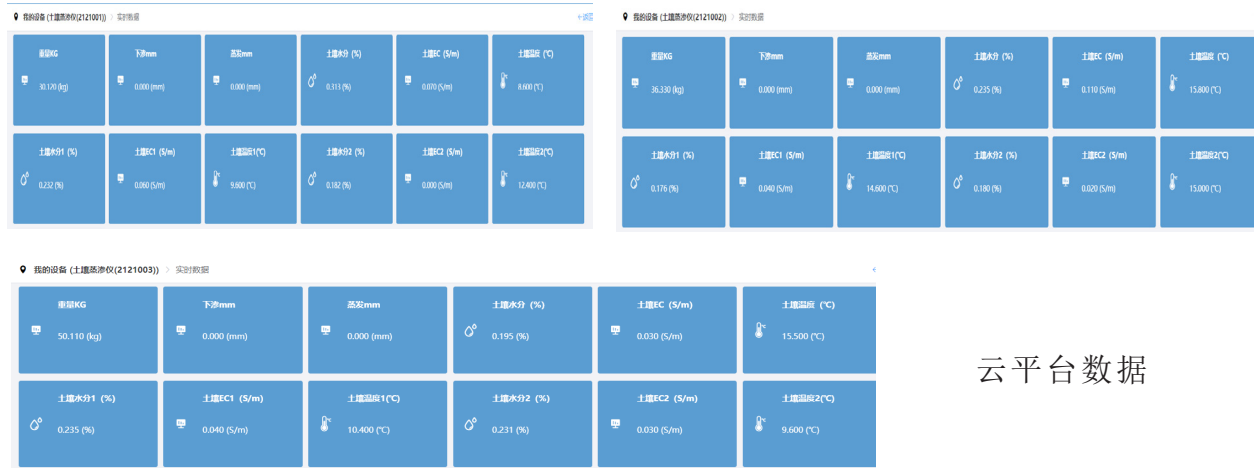 我的设备 (土壤蒸渗仪(2121001)) > 实时数据
重量KG 下渗mm 蒸发mm 土壤水分 (%) 土壤EC (S/m) 土壤温度 (℃)
30.120 (kg) 0.000 (mm) 0.000 (mm) 0.313 (%) 0.070 (S/m) 8.600 (℃)
土壤水分1 (%) 土壤EC1 (S/m) 土壤温度1(℃) 土壤水分2 (%) 土壤EC2 (S/m) 土壤温度2(℃)
0.232 (%) 0.060 (S/m) 9.600 (℃) 0.182 (%) 0.000 (S/m) 12.400 (℃)
我的设备 (土壤蒸渗仪(2121002)) > 实时数据
重量KG 下渗mm 蒸发mm 土壤水分 (%) 土壤EC (S/m) 土壤温度 (℃)
36.330 (kg) 0.000 (mm) 0.000 (mm) 0.235 (%) 0.110 (S/m) 15.800 (℃)
土壤水分1 (%) 土壤EC1 (S/m) 土壤温度1(℃) 土壤水分2 (%) 土壤EC2 (S/m) 土壤温度2(℃)
0.176 (%) 0.040 (S/m) 14.600 (℃) 0.180 (%) 0.020 (S/m) 15.000 (℃)
我的设备 (土壤蒸渗仪(2121003)) > 实时数据
重量KG 下渗mm 蒸发mm 土壤水分 (%) 土壤EC (S/m) 土壤温度 (℃)
50.110 (kg) 0.000 (mm) 0.000 (mm) 0.195 (%) 0.030 (S/m) 15.500 (℃)
土壤水分1 (%) 土壤EC1 (S/m) 土壤温度1(℃) 土壤水分2 (%) 土壤EC2 (S/m) 土壤温度2(℃)
0.235 (%) 0.040 (S/m) 10.400 (℃) 0.231 (%) 0.030 (S/m) 9.600 (℃)
云平台数据